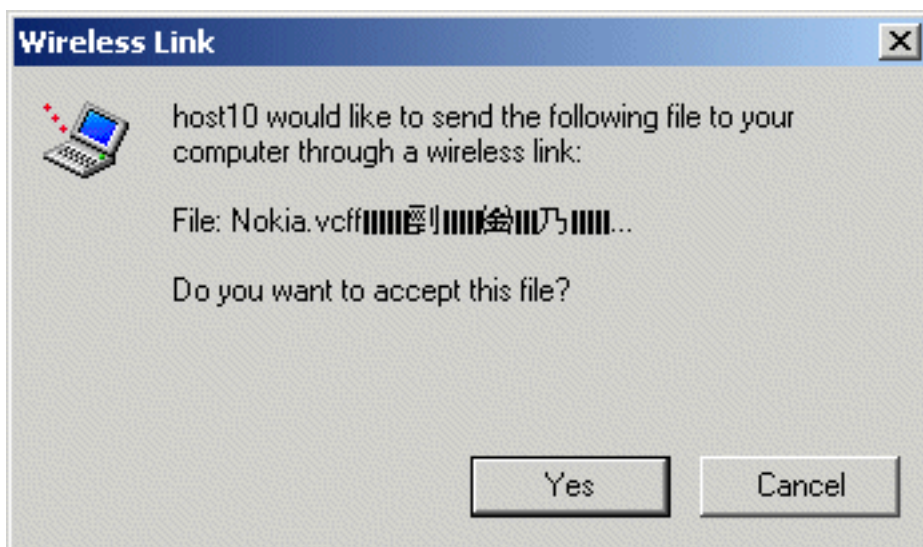 Wireless Link
host10 would like to send the following file to your
computer through a wireless link:
File: Nokia.vcff
Do you want to accept this file?
Yes
Cancel